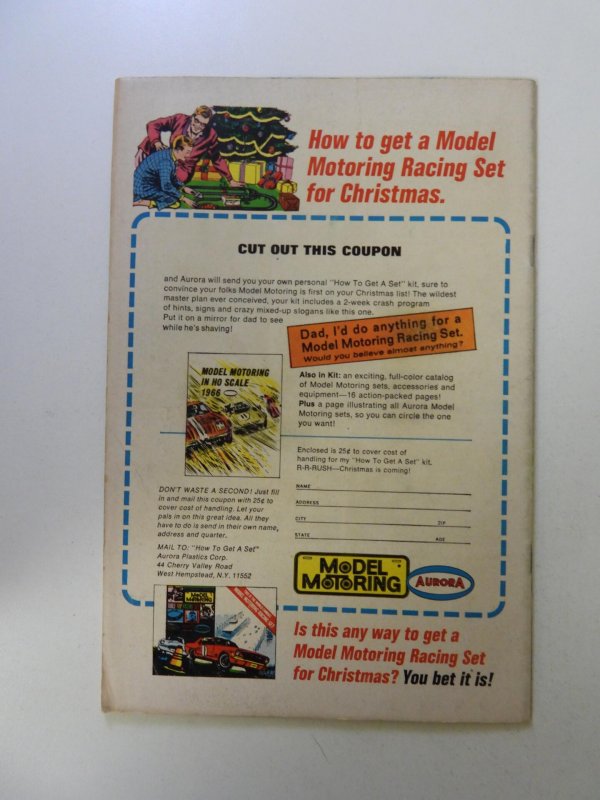 How to get a Model
Motoring Racing Set
for Christmas.
CUT OUT THIS COUPON
and Aurora will send you your own personal "How To Get A Set" kit, sure to
convince your folks Model Motoring is first on your Christmas list! The wildest
master plan ever conceived, your kit includes a 2-week crash program
of hints, signs and crazy mixed-up slogans like this one.
Put it on a mirror for dad to see
while he's shaving!
Dad, I'd do anything for a
Model Motoring Racing Set.
Would you believe almost anything?
MODEL MOTORING
IN HO SCALE
1966
Also in Kit: an exciting, full-color catalog
of Model Motoring sets, accessories and
equipment—16 action-packed pages!
Plus a page illustrating all Aurora Model
Motoring sets, so you can circle the one
you want!
Enclosed is 25¢ to cover cost of
handling for my "How To Get A Set" kit.
R-R-RUSH—Christmas is coming!
NAME
ADDRESS
CITY ZIP
STATE AGE
DON'T WASTE A SECOND! Just fill
in and mail this coupon with 25¢ to
cover cost of handling. Let your
pals in on this great idea. All they
have to do is send in their own name,
address and quarter.
MAIL TO: "How To Get A Set"
Aurora Plastics Corp.
44 Cherry Valley Road
West Hempstead, N.Y. 11552
MODEL
MOTORING
AURORA
MODEL
MOTORING
Is this any way to get a
Model Motoring Racing Set
for Christmas? You bet it is!